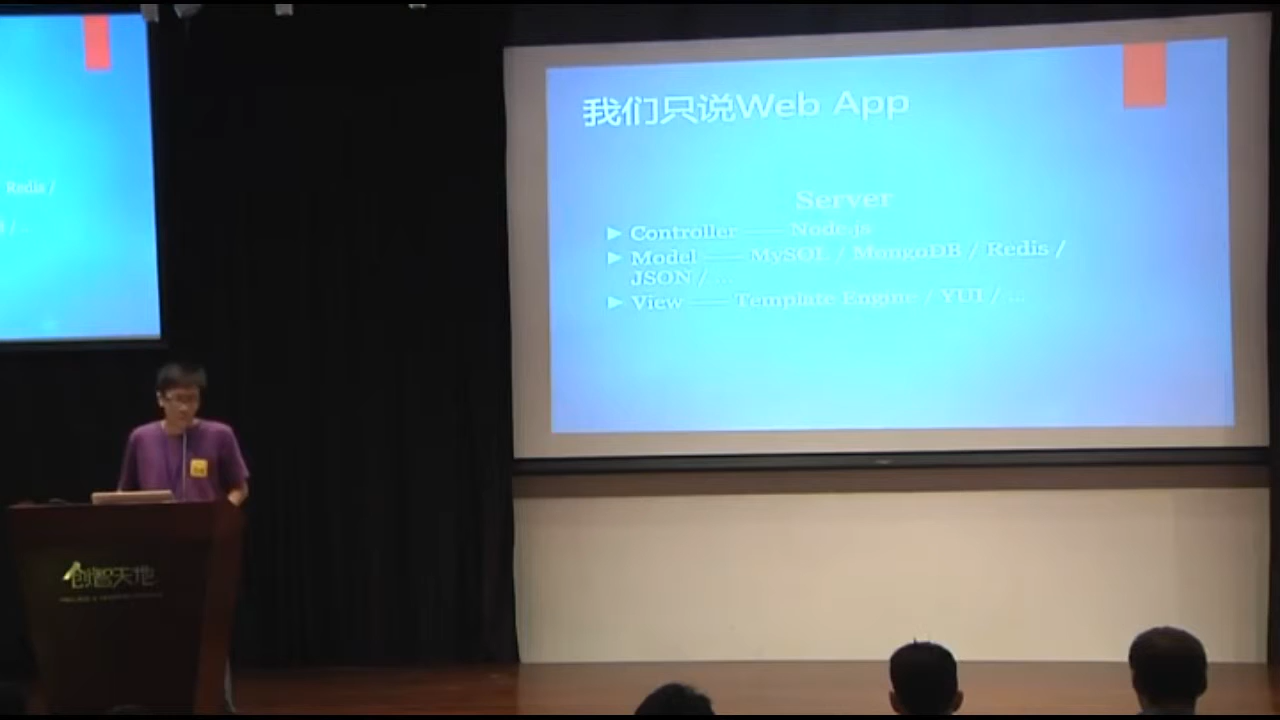 我们只说Web App
Server
Controller —— Node.js
Model —— MySQL / MongoDB / Redis /
JSON / ...
View —— Template Engine / YUI / ...
Redis /
/ ...
创智天地